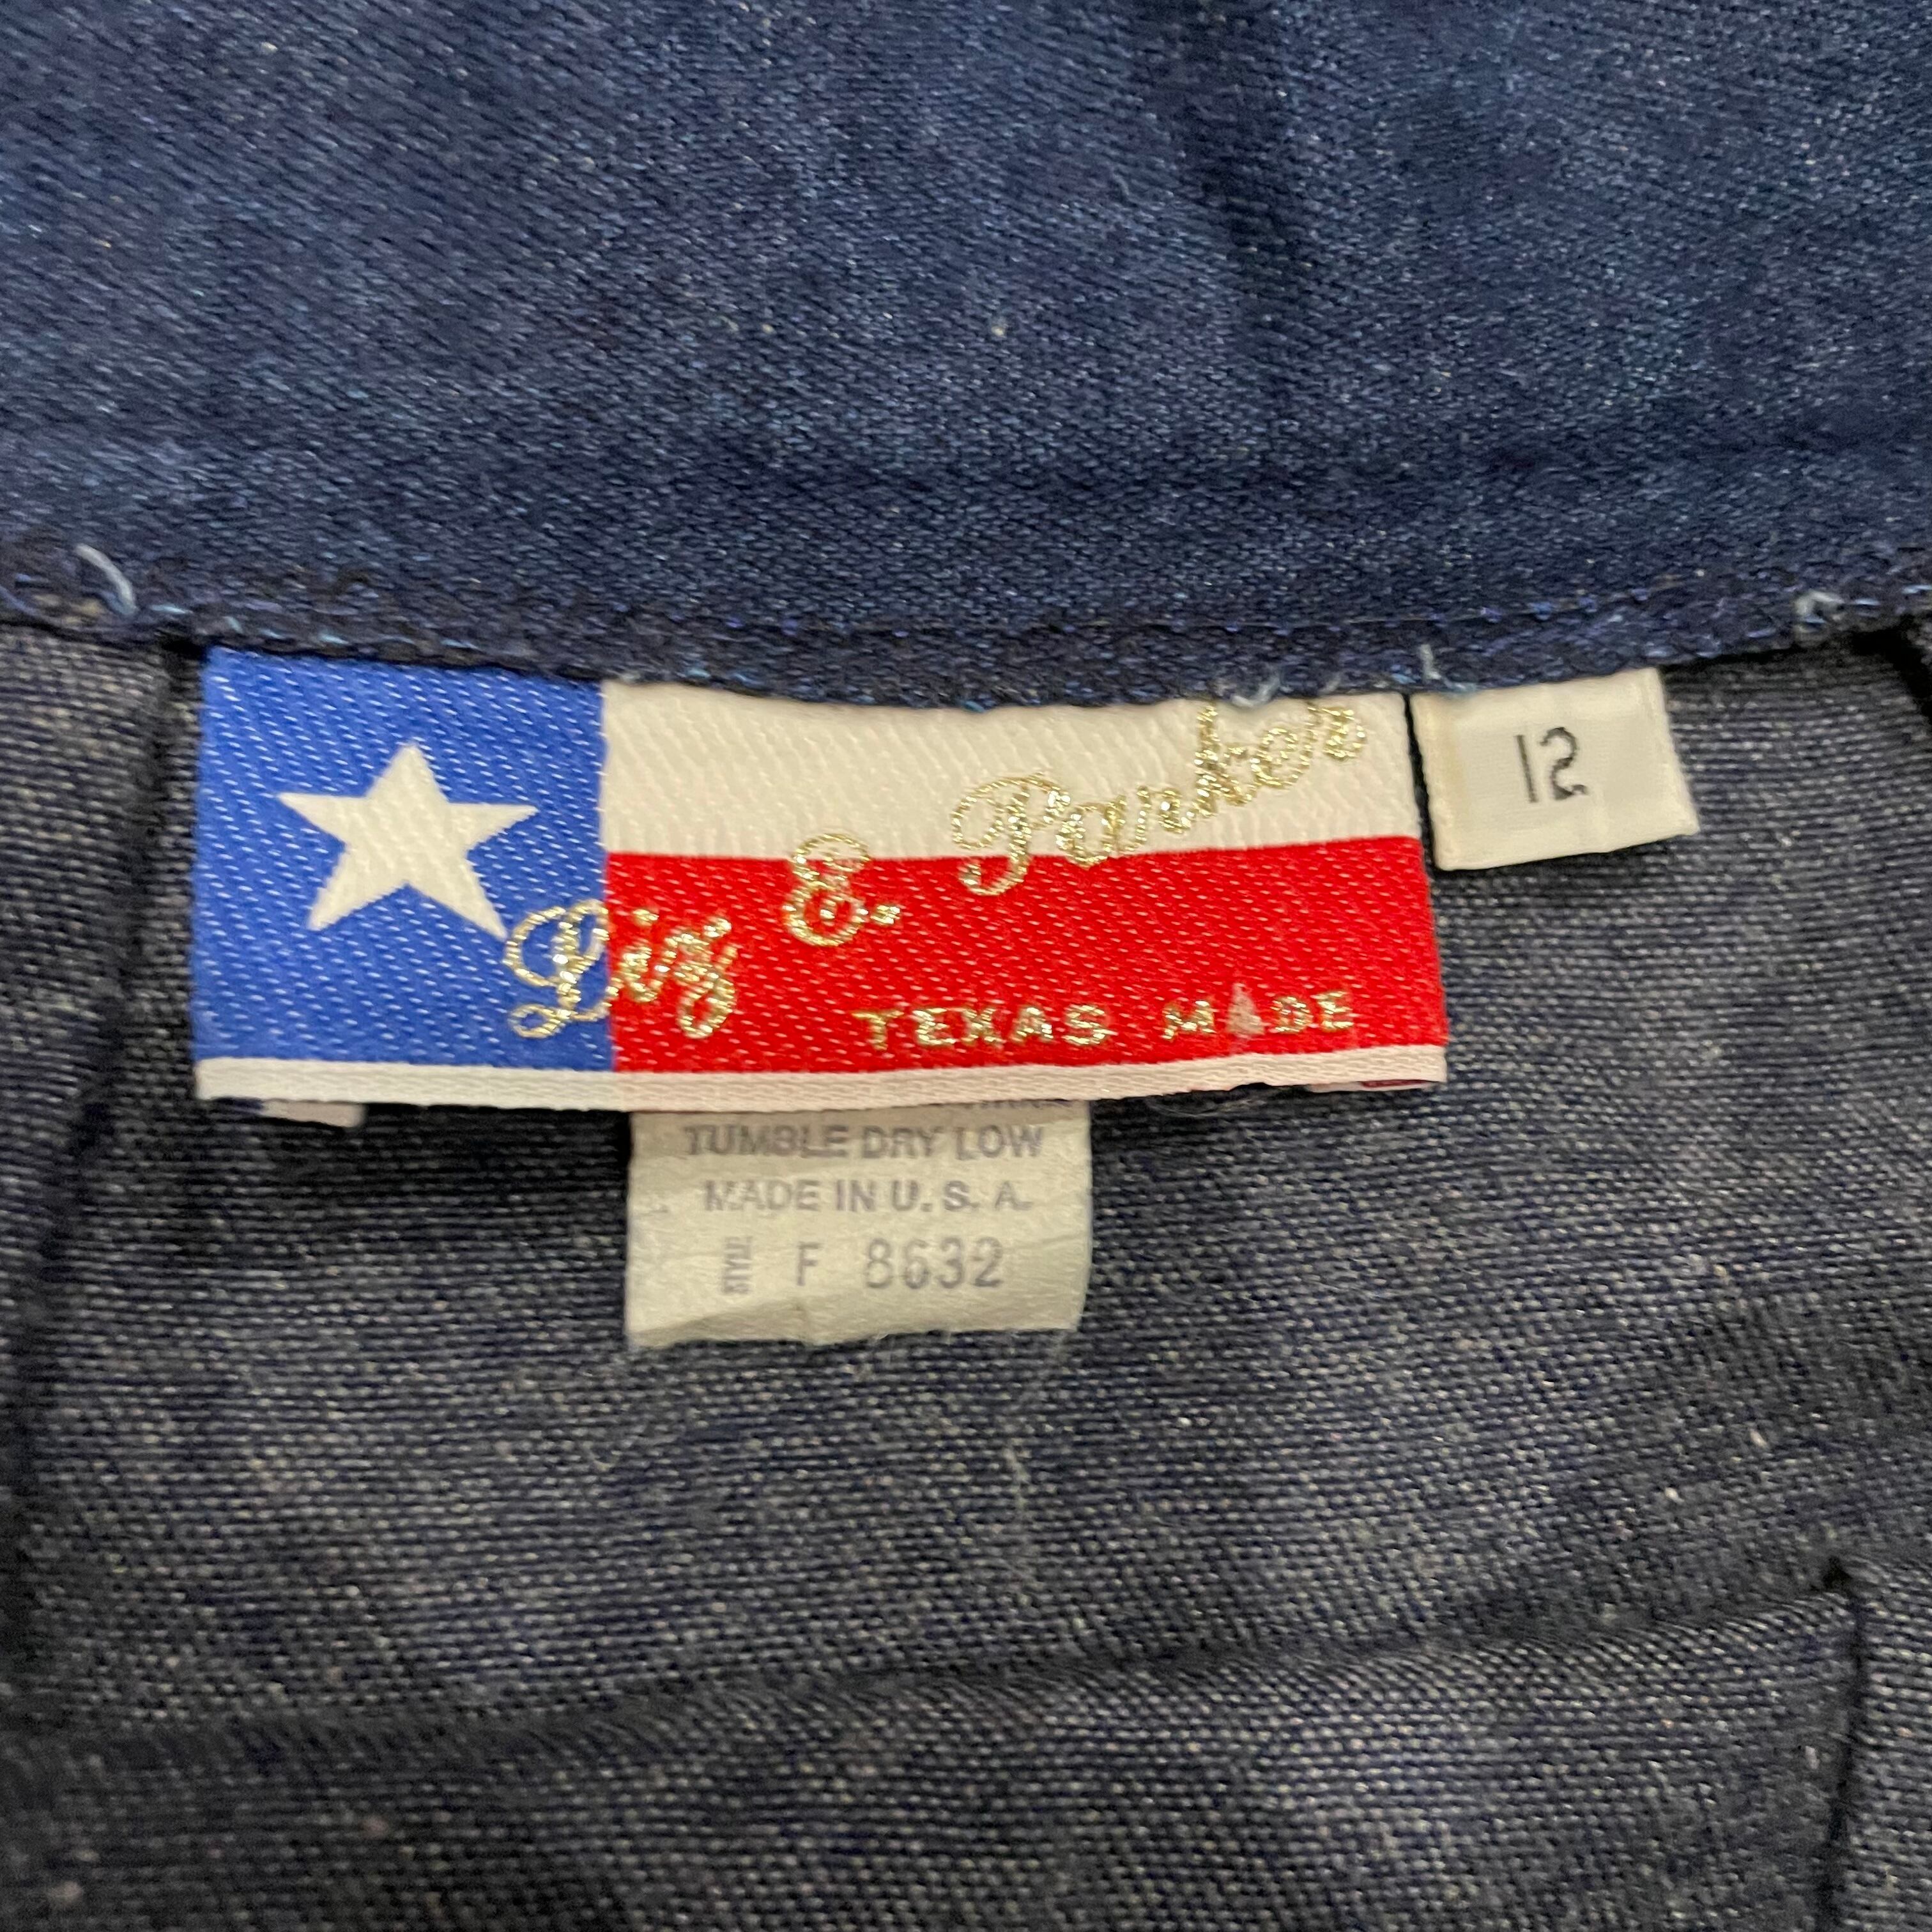 Liz E. Parker
TEXAS MADE
12
TUMBLE DRY LOW
MADE IN U.S.A.
STYLE F 8632